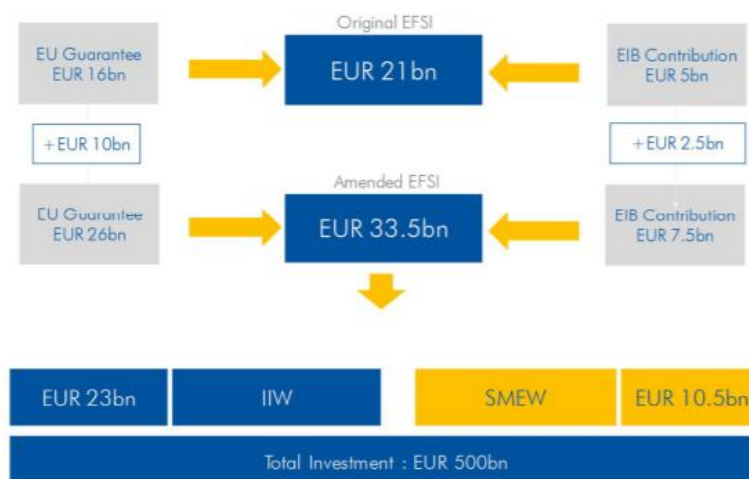 Original EFSI
EU Guarantee
EUR 16bn
EUR 21bn
EIB Contribution
EUR 5bn
+EUR 10bn
+EUR 2.5bn
Amended EFSI
EU Guarantee
EUR 26bn
EUR 33.5bn
EIB Contribution
EUR 7.5bn
EUR 23bn
IIW
SMEW
EUR 10.5bn
Total Investment : EUR 500bn